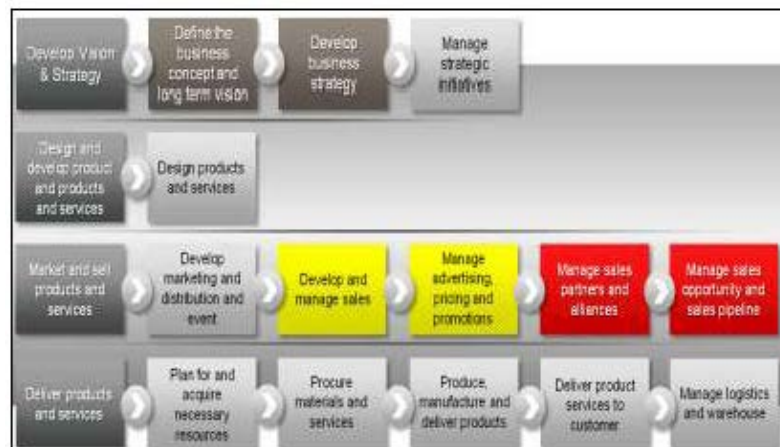 Develop Vision
& Strategy
Define the
business
concept and
long term vision
Develop
business
strategy
Manage
strategic
initiatives
Design and
develop product
and products
and services
Design products
and services
Market and sell
products and
services
Develop
marketing and
distribution and
event
Develop and
manage sales
Manage
advertising,
pricing and
promotions
Manage sales
partners and
alliances
Manage sales
opportunity and
sales pipeline
Deliver products
and services
Plan for and
acquire
necessary
resources
Procure
materials and
services
Produce,
manufacture and
deliver products
Deliver product
services to
customer
Manage logistics
and warehouse